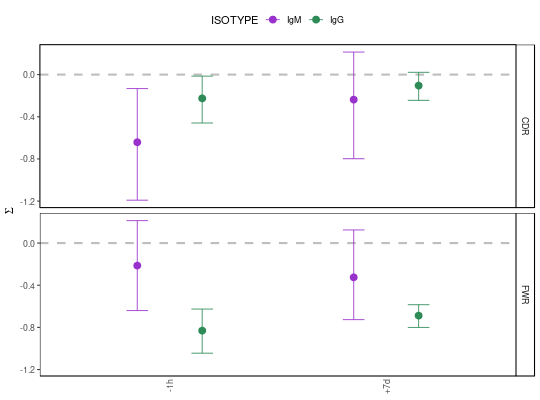 ISOTYPE IgM IgG
0.0
-0.4
-0.8
-1.2
CDR
Σ
0.0
-0.4
-0.8
-1.2
FWR
-1h
+7d